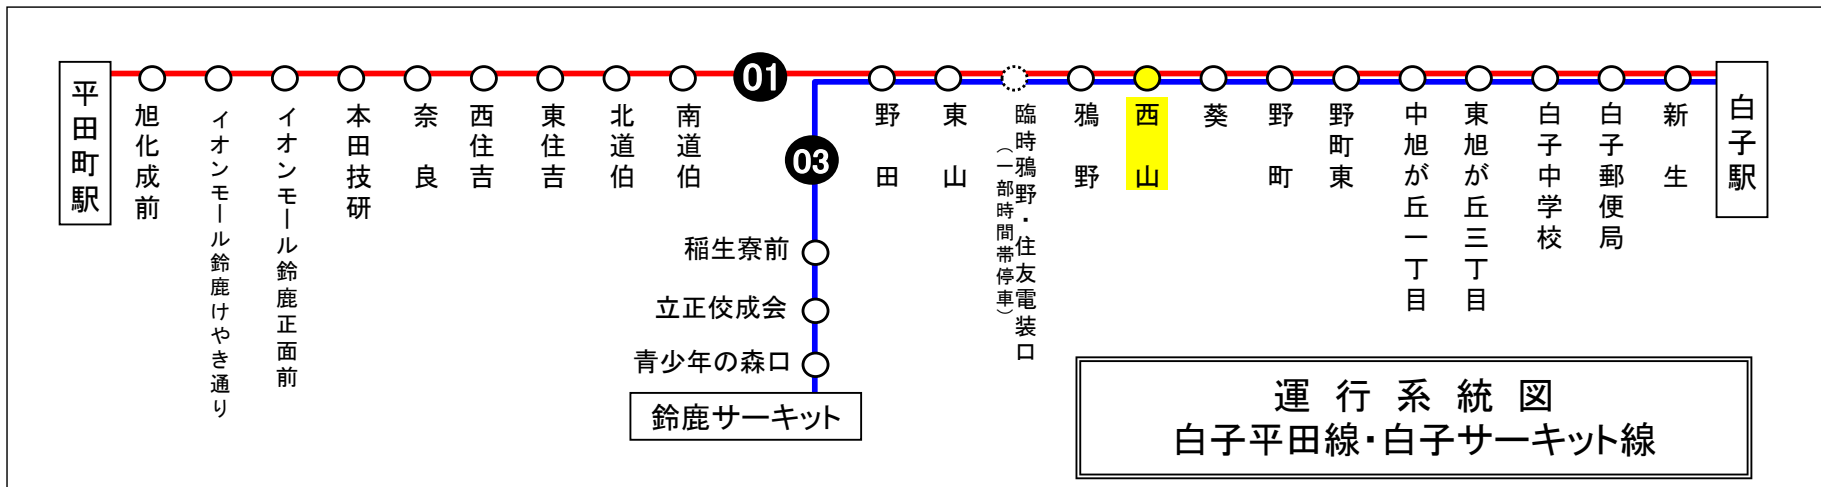 平田町駅
旭化成前
イオンモール鈴鹿けやき通り
イオンモール鈴鹿正面前
本田技研
奈良
西住吉
東住吉
北道伯
南道伯
01
03
野田
東山
臨時鴉野・住友電装口
（一部時間帯停車）
鴉野
西山
葵
野町
野町東
中旭が丘一丁目
東旭が丘三丁目
白子中学校
白子郵便局
新生
白子駅
稲生寮前
立正佼成会
青少年の森口
鈴鹿サーキット
運行系統図
白子平田線・白子サーキット線